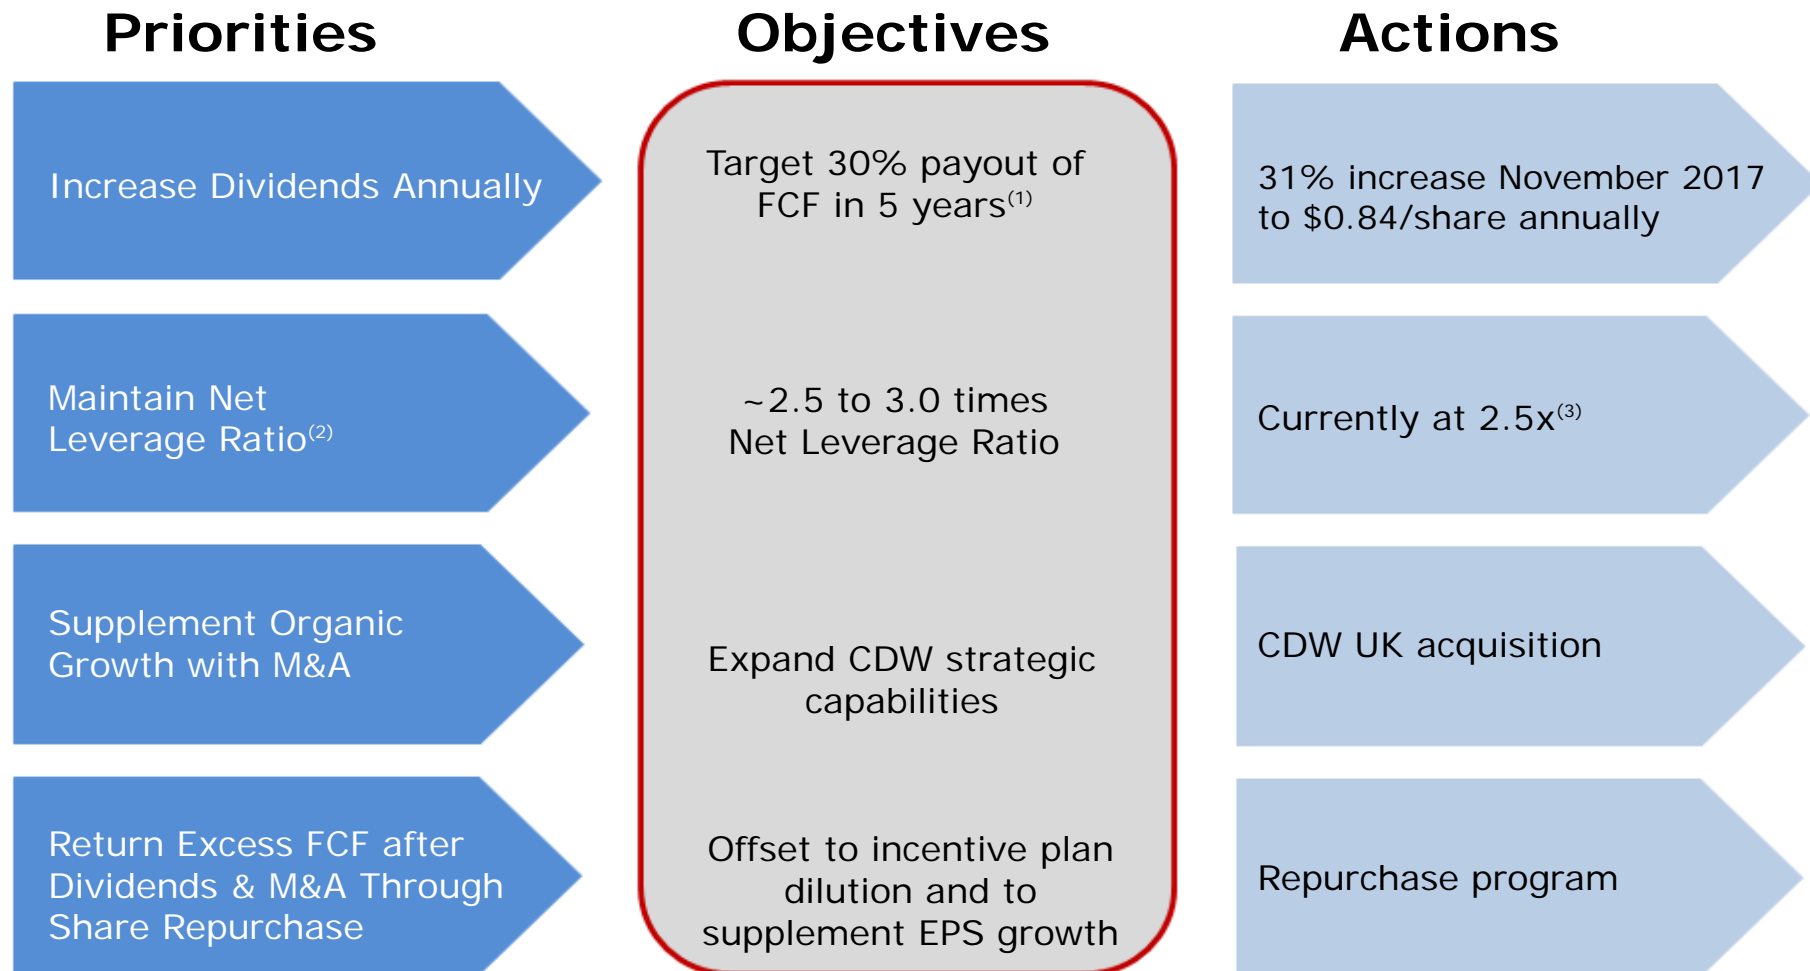 Priorities
Objectives
Actions
Increase Dividends Annually
Target 30% payout of
FCF in 5 years(1)
31% increase November 2017
to $0.84/share annually
Maintain Net
Leverage Ratio(2)
~2.5 to 3.0 times
Net Leverage Ratio
Currently at 2.5x(3)
Supplement Organic
Growth with M&A
Expand CDW strategic
capabilities
CDW UK acquisition
Return Excess FCF after
Dividends & M&A Through
Share Repurchase
Offset to incentive plan
dilution and to
supplement EPS growth
Repurchase program